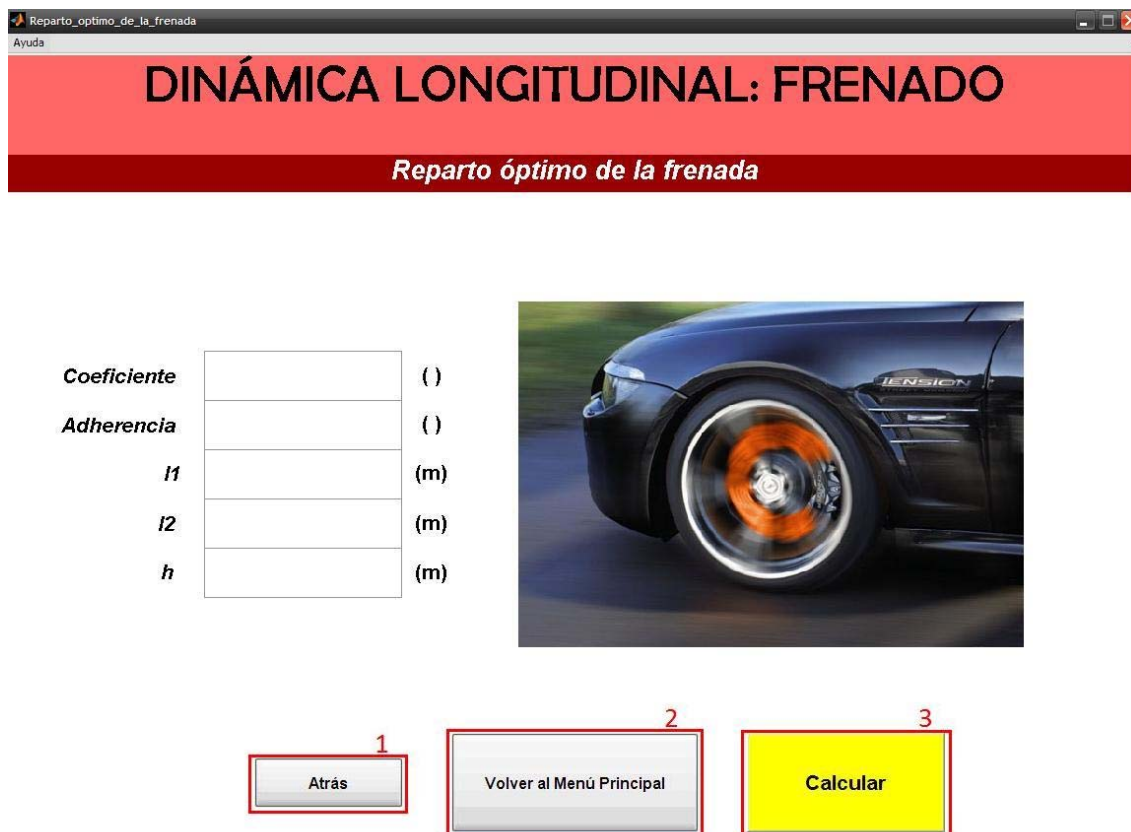 Reparto_optimo_de_la_frenada
Ayuda
DINÁMICA LONGITUDINAL: FRENADO
Reparto óptimo de la frenada
Coeficiente ( )
Adherencia ( )
l1 (m)
l2 (m)
h (m)
1
2
3
Atrás
Volver al Menú Principal
Calcular